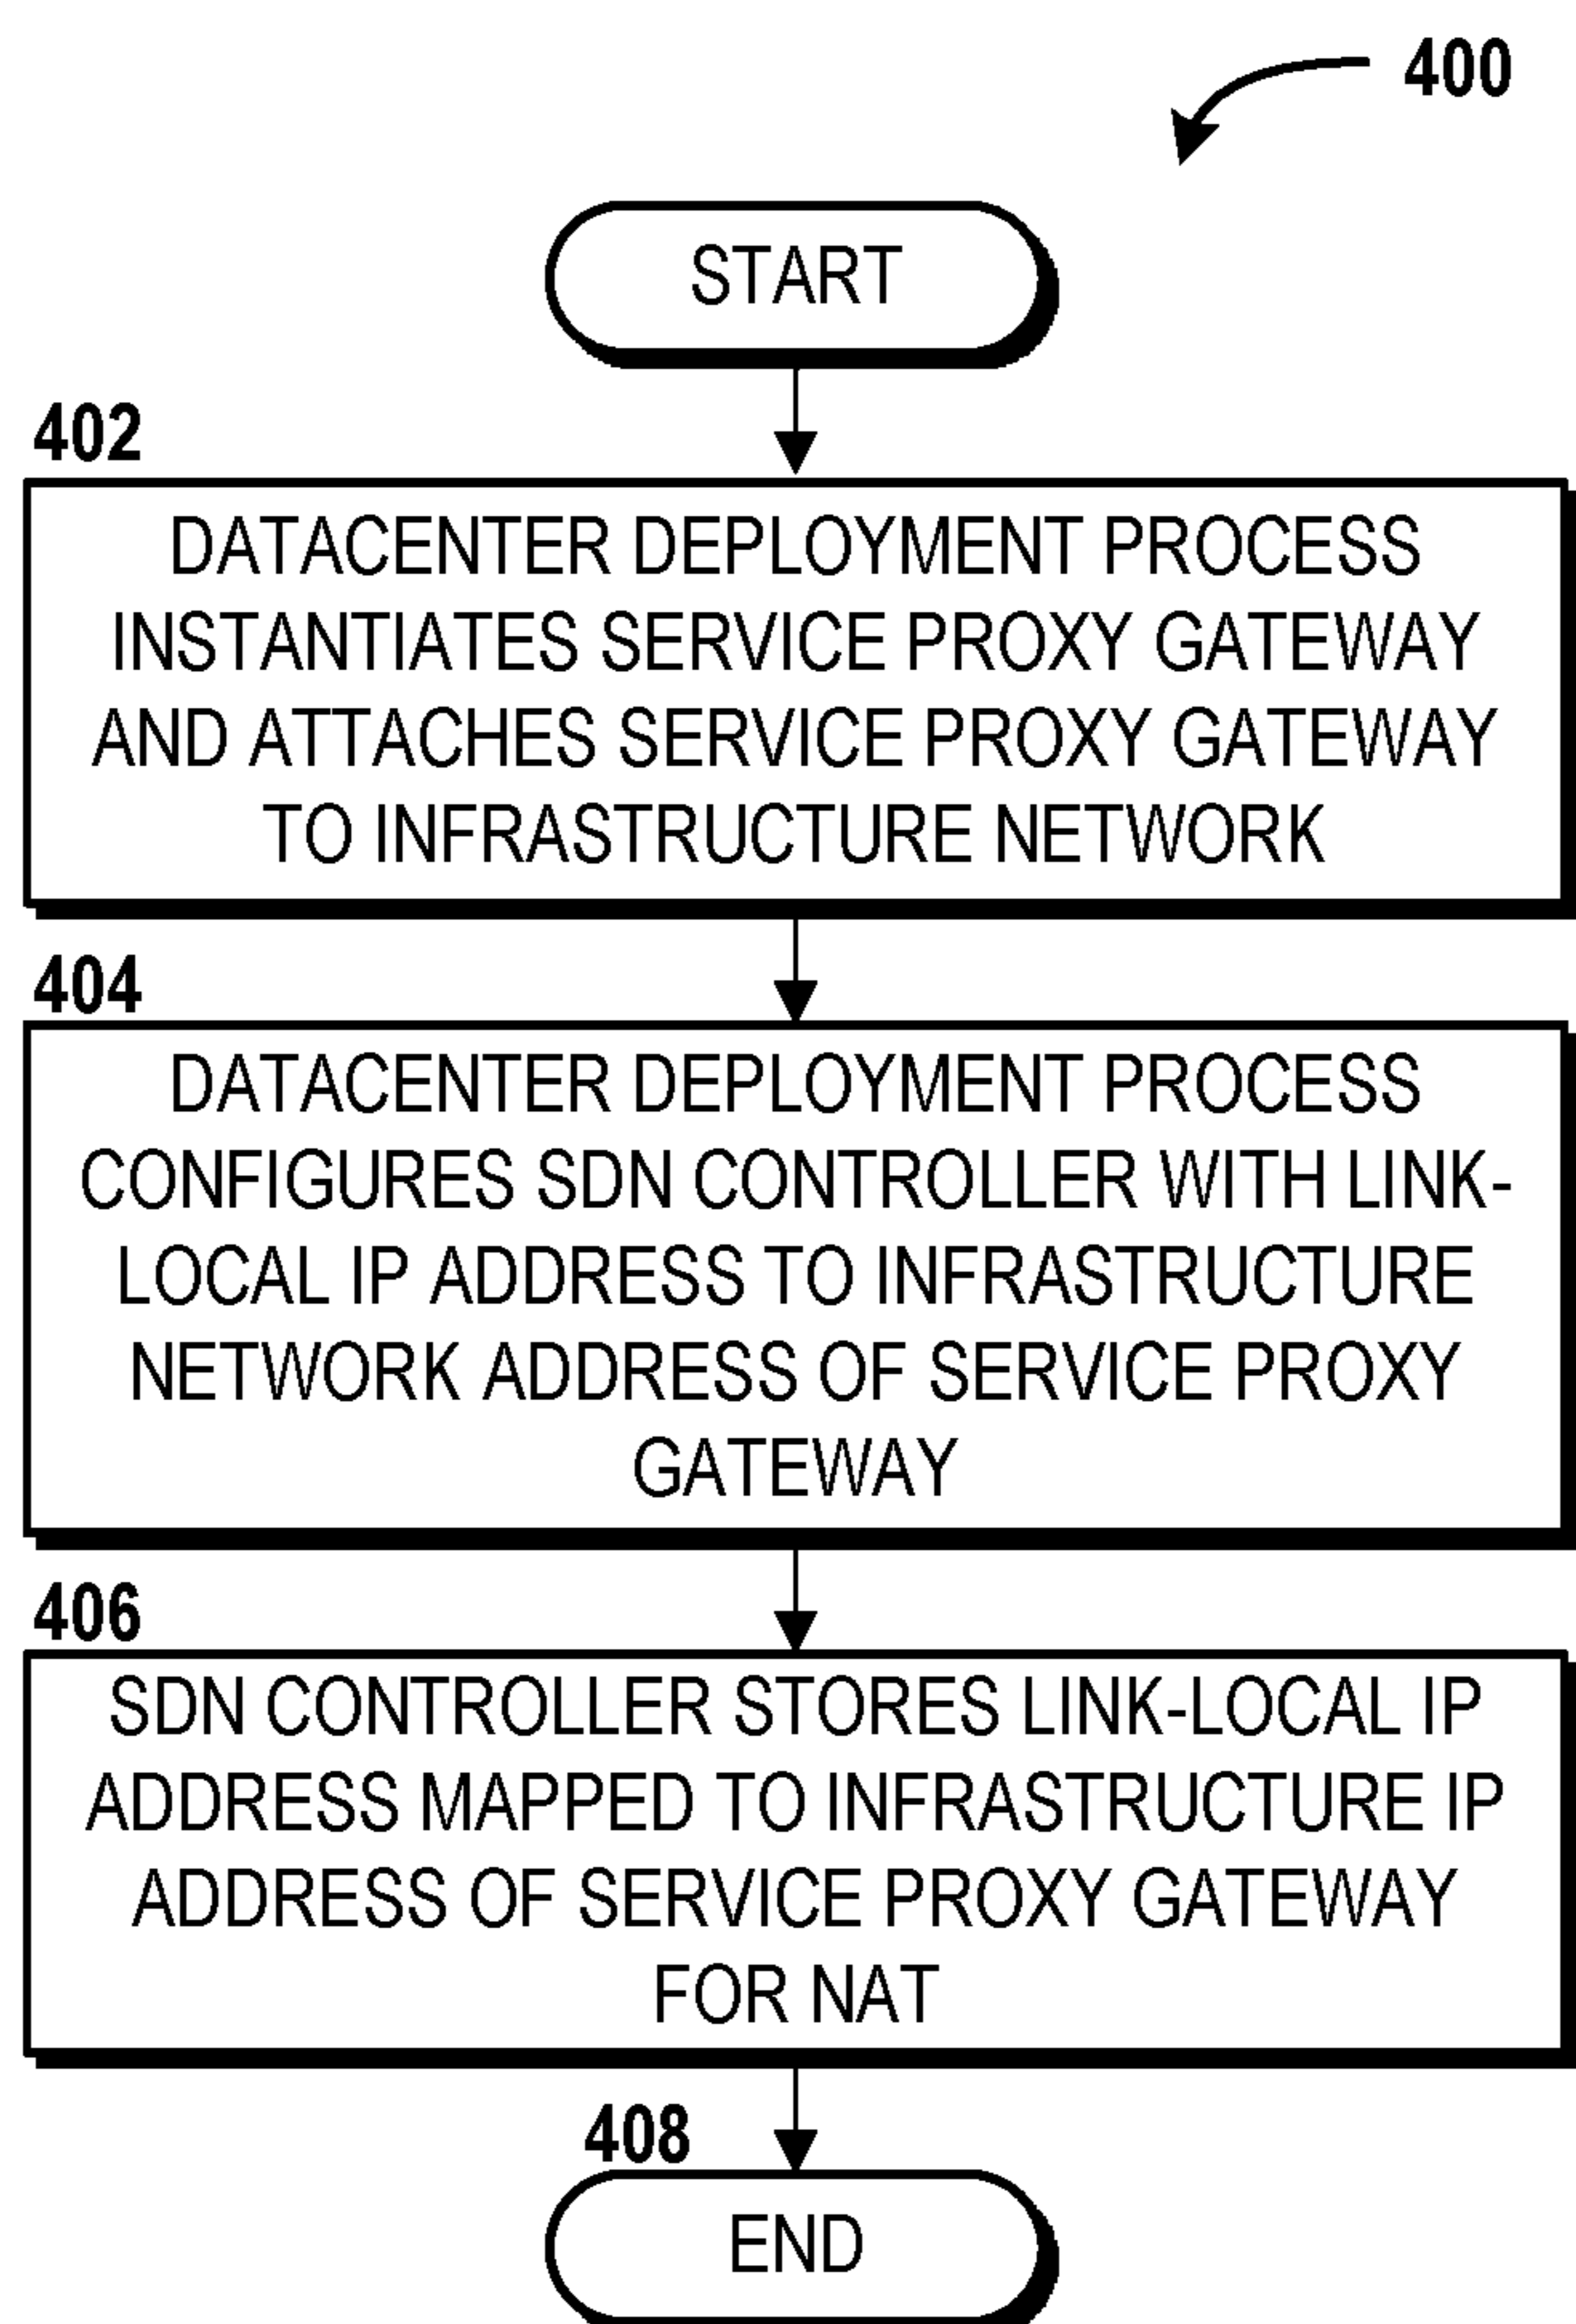 400
START
402
DATACENTER DEPLOYMENT PROCESS
INSTANTIATES SERVICE PROXY GATEWAY
AND ATTACHES SERVICE PROXY GATEWAY
TO INFRASTRUCTURE NETWORK
404
DATACENTER DEPLOYMENT PROCESS
CONFIGURES SDN CONTROLLER WITH LINK-
LOCAL IP ADDRESS TO INFRASTRUCTURE
NETWORK ADDRESS OF SERVICE PROXY
GATEWAY
406
SDN CONTROLLER STORES LINK-LOCAL IP
ADDRESS MAPPED TO INFRASTRUCTURE IP
ADDRESS OF SERVICE PROXY GATEWAY
FOR NAT
408
END